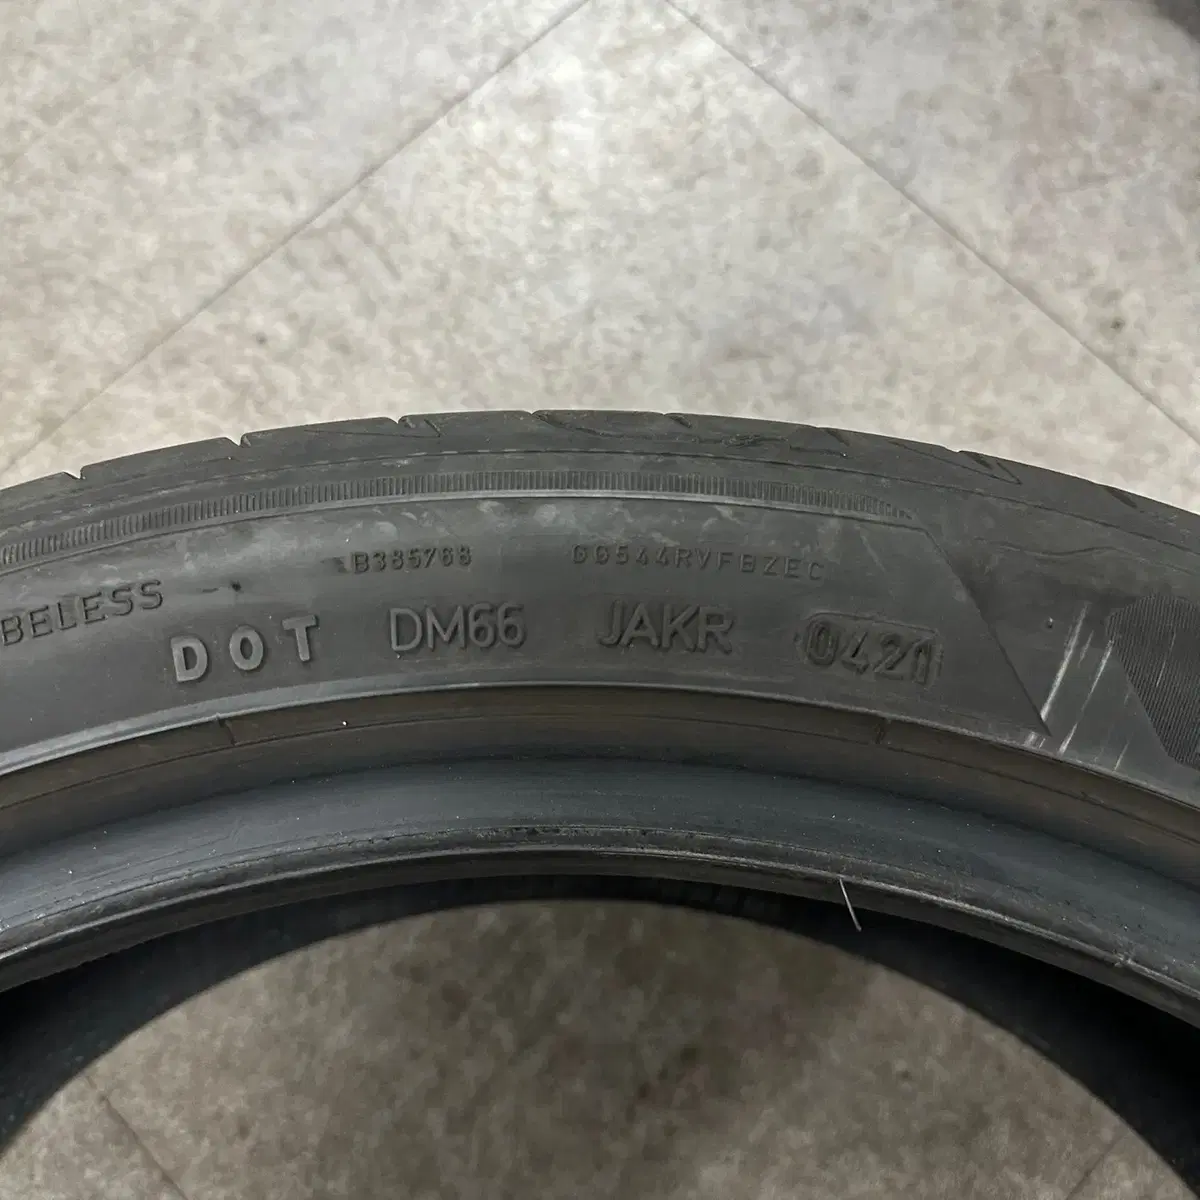 BELESS
B385768 GG544RVFBZEC
DOT DM66 JAKR 0421